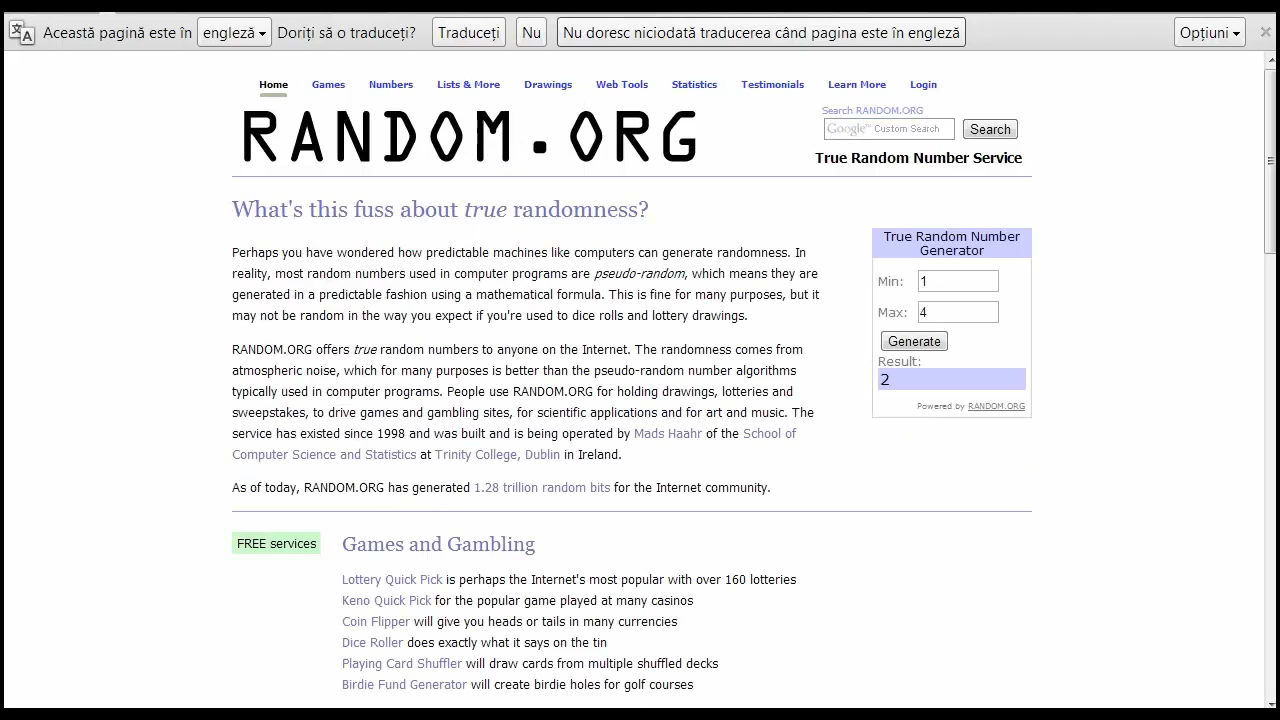 Această pagină este în engleză Doriți să o traduceți? Traduceți Nu Nu doresc niciodată traducerea când pagina este în engleză Opțiuni
Home Games Numbers Lists & More Drawings Web Tools Statistics Testimonials Learn More Login
RANDOM.ORG
Search RANDOM.ORG
Google™ Custom Search Search
True Random Number Service
What's this fuss about true randomness?
Perhaps you have wondered how predictable machines like computers can generate randomness. In
reality, most random numbers used in computer programs are pseudo-random, which means they are
generated in a predictable fashion using a mathematical formula. This is fine for many purposes, but it
may not be random in the way you expect if you're used to dice rolls and lottery drawings.
RANDOM.ORG offers true random numbers to anyone on the Internet. The randomness comes from
atmospheric noise, which for many purposes is better than the pseudo-random number algorithms
typically used in computer programs. People use RANDOM.ORG for holding drawings, lotteries and
sweepstakes, to drive games and gambling sites, for scientific applications and for art and music. The
service has existed since 1998 and was built and is being operated by Mads Haahr of the School of
Computer Science and Statistics at Trinity College, Dublin in Ireland.
As of today, RANDOM.ORG has generated 1.28 trillion random bits for the Internet community.
True Random Number
Generator
Min: 1
Max: 4
Generate
Result:
2
Powered by RANDOM.ORG
FREE services
Games and Gambling
Lottery Quick Pick is perhaps the Internet's most popular with over 160 lotteries
Keno Quick Pick for the popular game played at many casinos
Coin Flipper will give you heads or tails in many currencies
Dice Roller does exactly what it says on the tin
Playing Card Shuffler will draw cards from multiple shuffled decks
Birdie Fund Generator will create birdie holes for golf courses